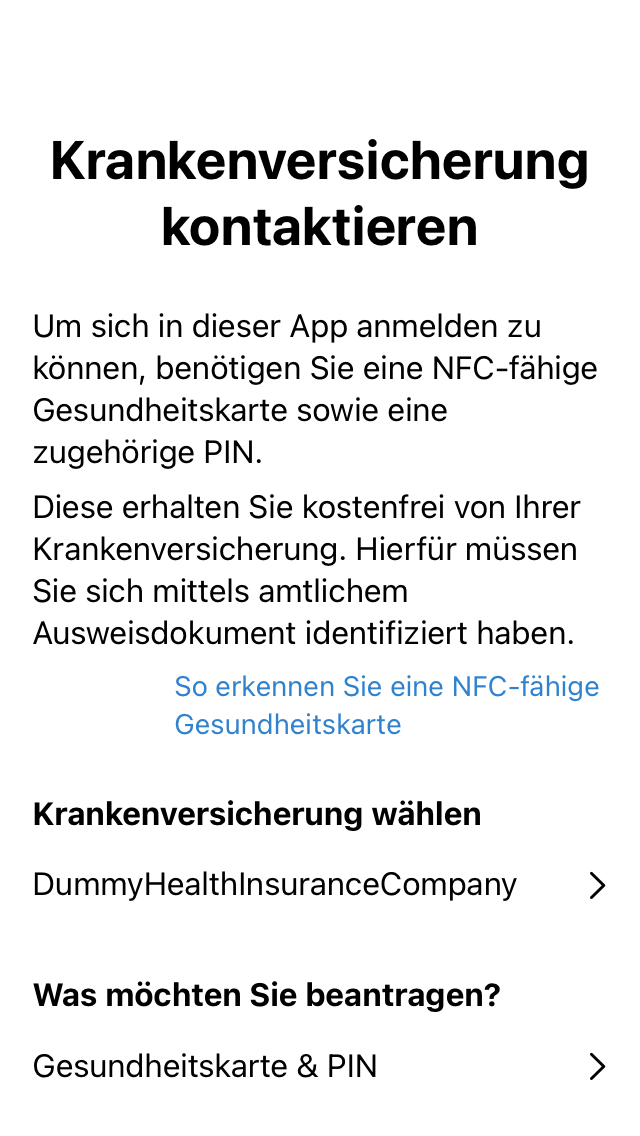 Krankenversicherung
kontaktieren
Um sich in dieser App anmelden zu
können, benötigen Sie eine NFC-fähige
Gesundheitskarte sowie eine
zugehörige PIN.
Diese erhalten Sie kostenfrei von Ihrer
Krankenversicherung. Hierfür müssen
Sie sich mittels amtlichem
Ausweisdokument identifiziert haben.
So erkennen Sie eine NFC-fähige
Gesundheitskarte
Krankenversicherung wählen
DummyHealthInsuranceCompany
Was möchten Sie beantragen?
Gesundheitskarte & PIN